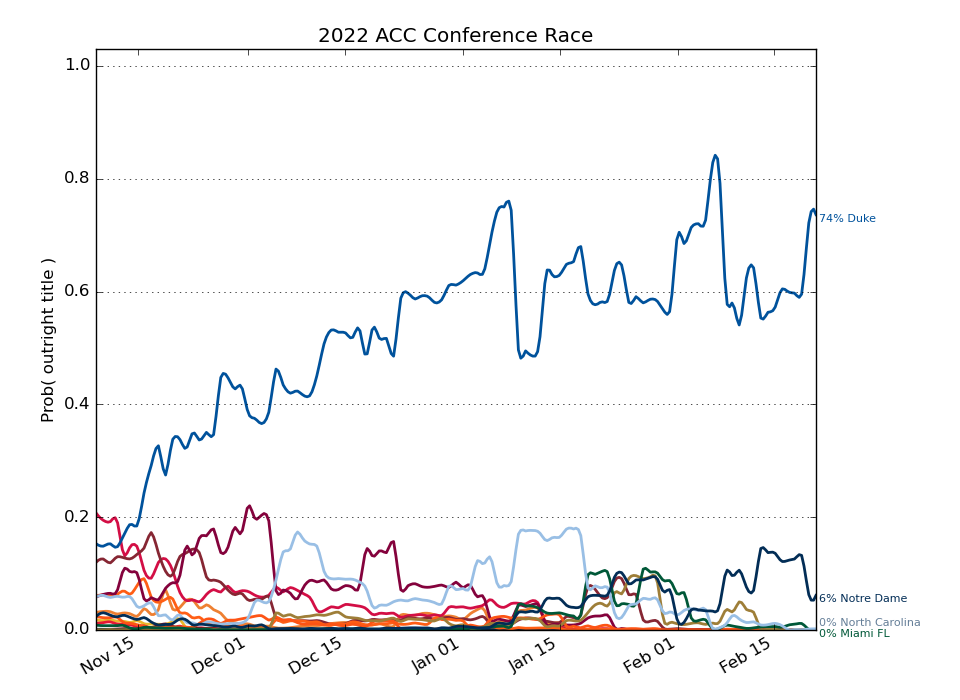 2022 ACC Conference Race
Prob( outright title )
1.0
0.8
0.6
0.4
0.2
0.0
Nov 15
Dec 01
Dec 15
Jan 01
Jan 15
Feb 01
Feb 15
74% Duke
6% Notre Dame
0% North Carolina
0% Miami FL